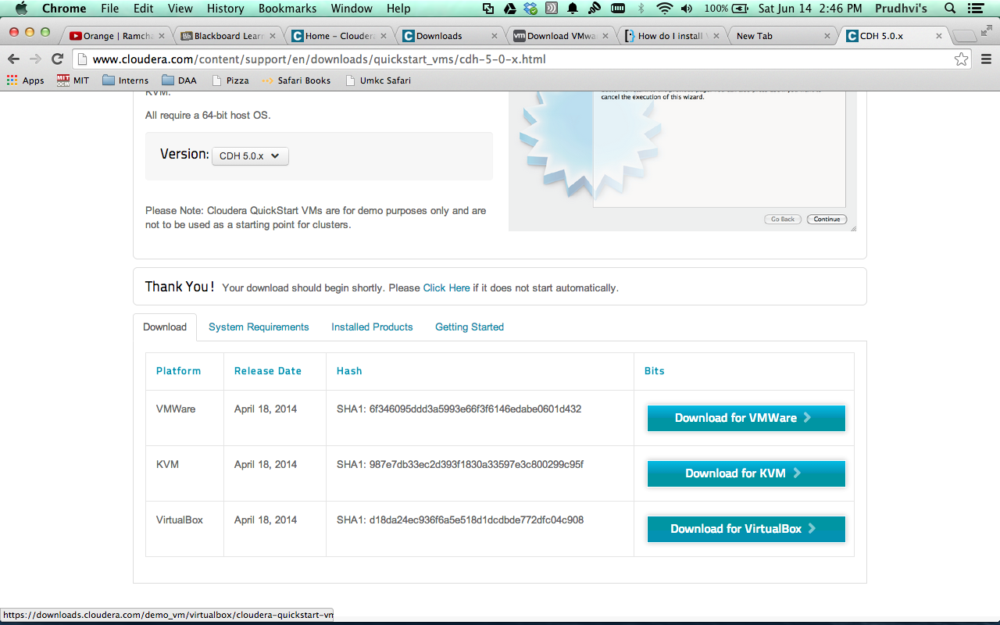 Chrome File Edit View History Bookmarks Window Help 100% Sat Jun 14 2:46 PM Prudhvi's
Orange | Ramcha Blackboard Learn Home – Clouder Downloads Download VMwa How do I install V New Tab CDH 5.0.x
www.cloudera.com/content/support/en/downloads/quickstart_vms/cdh-5-0-x.html
Apps MIT Interns DAA Pizza Safari Books Umkc Safari
KVM.
cancel the execution of this wizard.
All require a 64-bit host OS.
Version: CDH 5.0.x
Please Note: Cloudera QuickStart VMs are for demo purposes only and are
not to be used as a starting point for clusters.
Go Back Continue
Thank You! Your download should begin shortly. Please Click Here if it does not start automatically.
Download System Requirements Installed Products Getting Started
Platform Release Date Hash Bits
VMWare April 18, 2014 SHA1: 6f346095ddd3a5993e66f3f6146edabe0601d432 Download for VMWare
KVM April 18, 2014 SHA1: 987e7db33ec2d393f1830a33597e3c800299c95f Download for KVM
VirtualBox April 18, 2014 SHA1: d18da24ec936f6a5e518d1dcdbde772dfc04c908 Download for VirtualBox
https://downloads.cloudera.com/demo_vm/virtualbox/cloudera-quickstart-vm